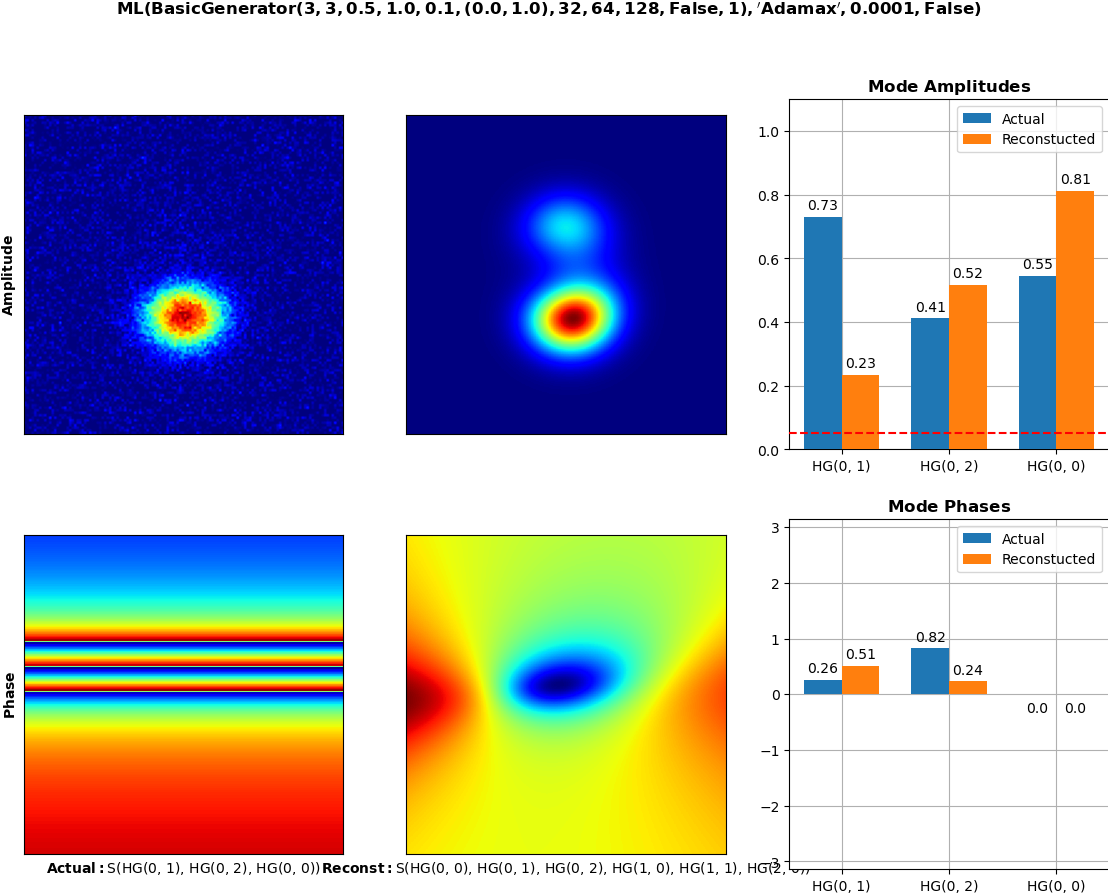 ML(BasicGenerator(3, 3, 0.5, 1.0, 0.1, (0.0, 1.0), 32, 64, 128, False, 1), ′Adamax′, 0.0001, False)
Mode Amplitudes
Actual
Reconstucted
1.0
0.8
0.6
0.4
0.2
0.0
0.73
0.23
0.41
0.52
0.55
0.81
HG(0, 1)
HG(0, 2)
HG(0, 0)
Amplitude
Mode Phases
Actual
Reconstucted
3
2
1
0
−1
−2
−3
0.26
0.51
0.82
0.24
0.0
0.0
HG(0, 1)
HG(0, 2)
HG(0, 0)
Phase
Actual: S(HG(0, 1), HG(0, 2), HG(0, 0))
Reconst: S(HG(0, 0), HG(0, 1), HG(0, 2), HG(1, 0), HG(1, 1), HG(2, 0))